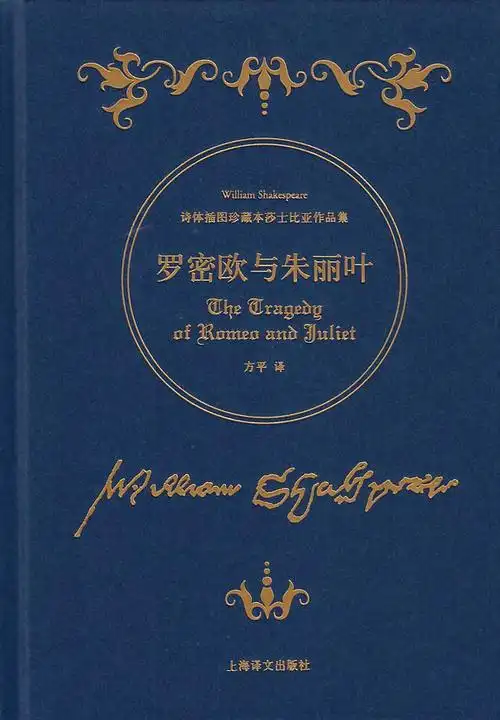 William Shakespeare
诗体插图珍藏本莎士比亚作品集
罗密欧与朱丽叶
The Tragedy
of Romeo and Juliet
方平 译
William Shakspeare
上海译文出版社